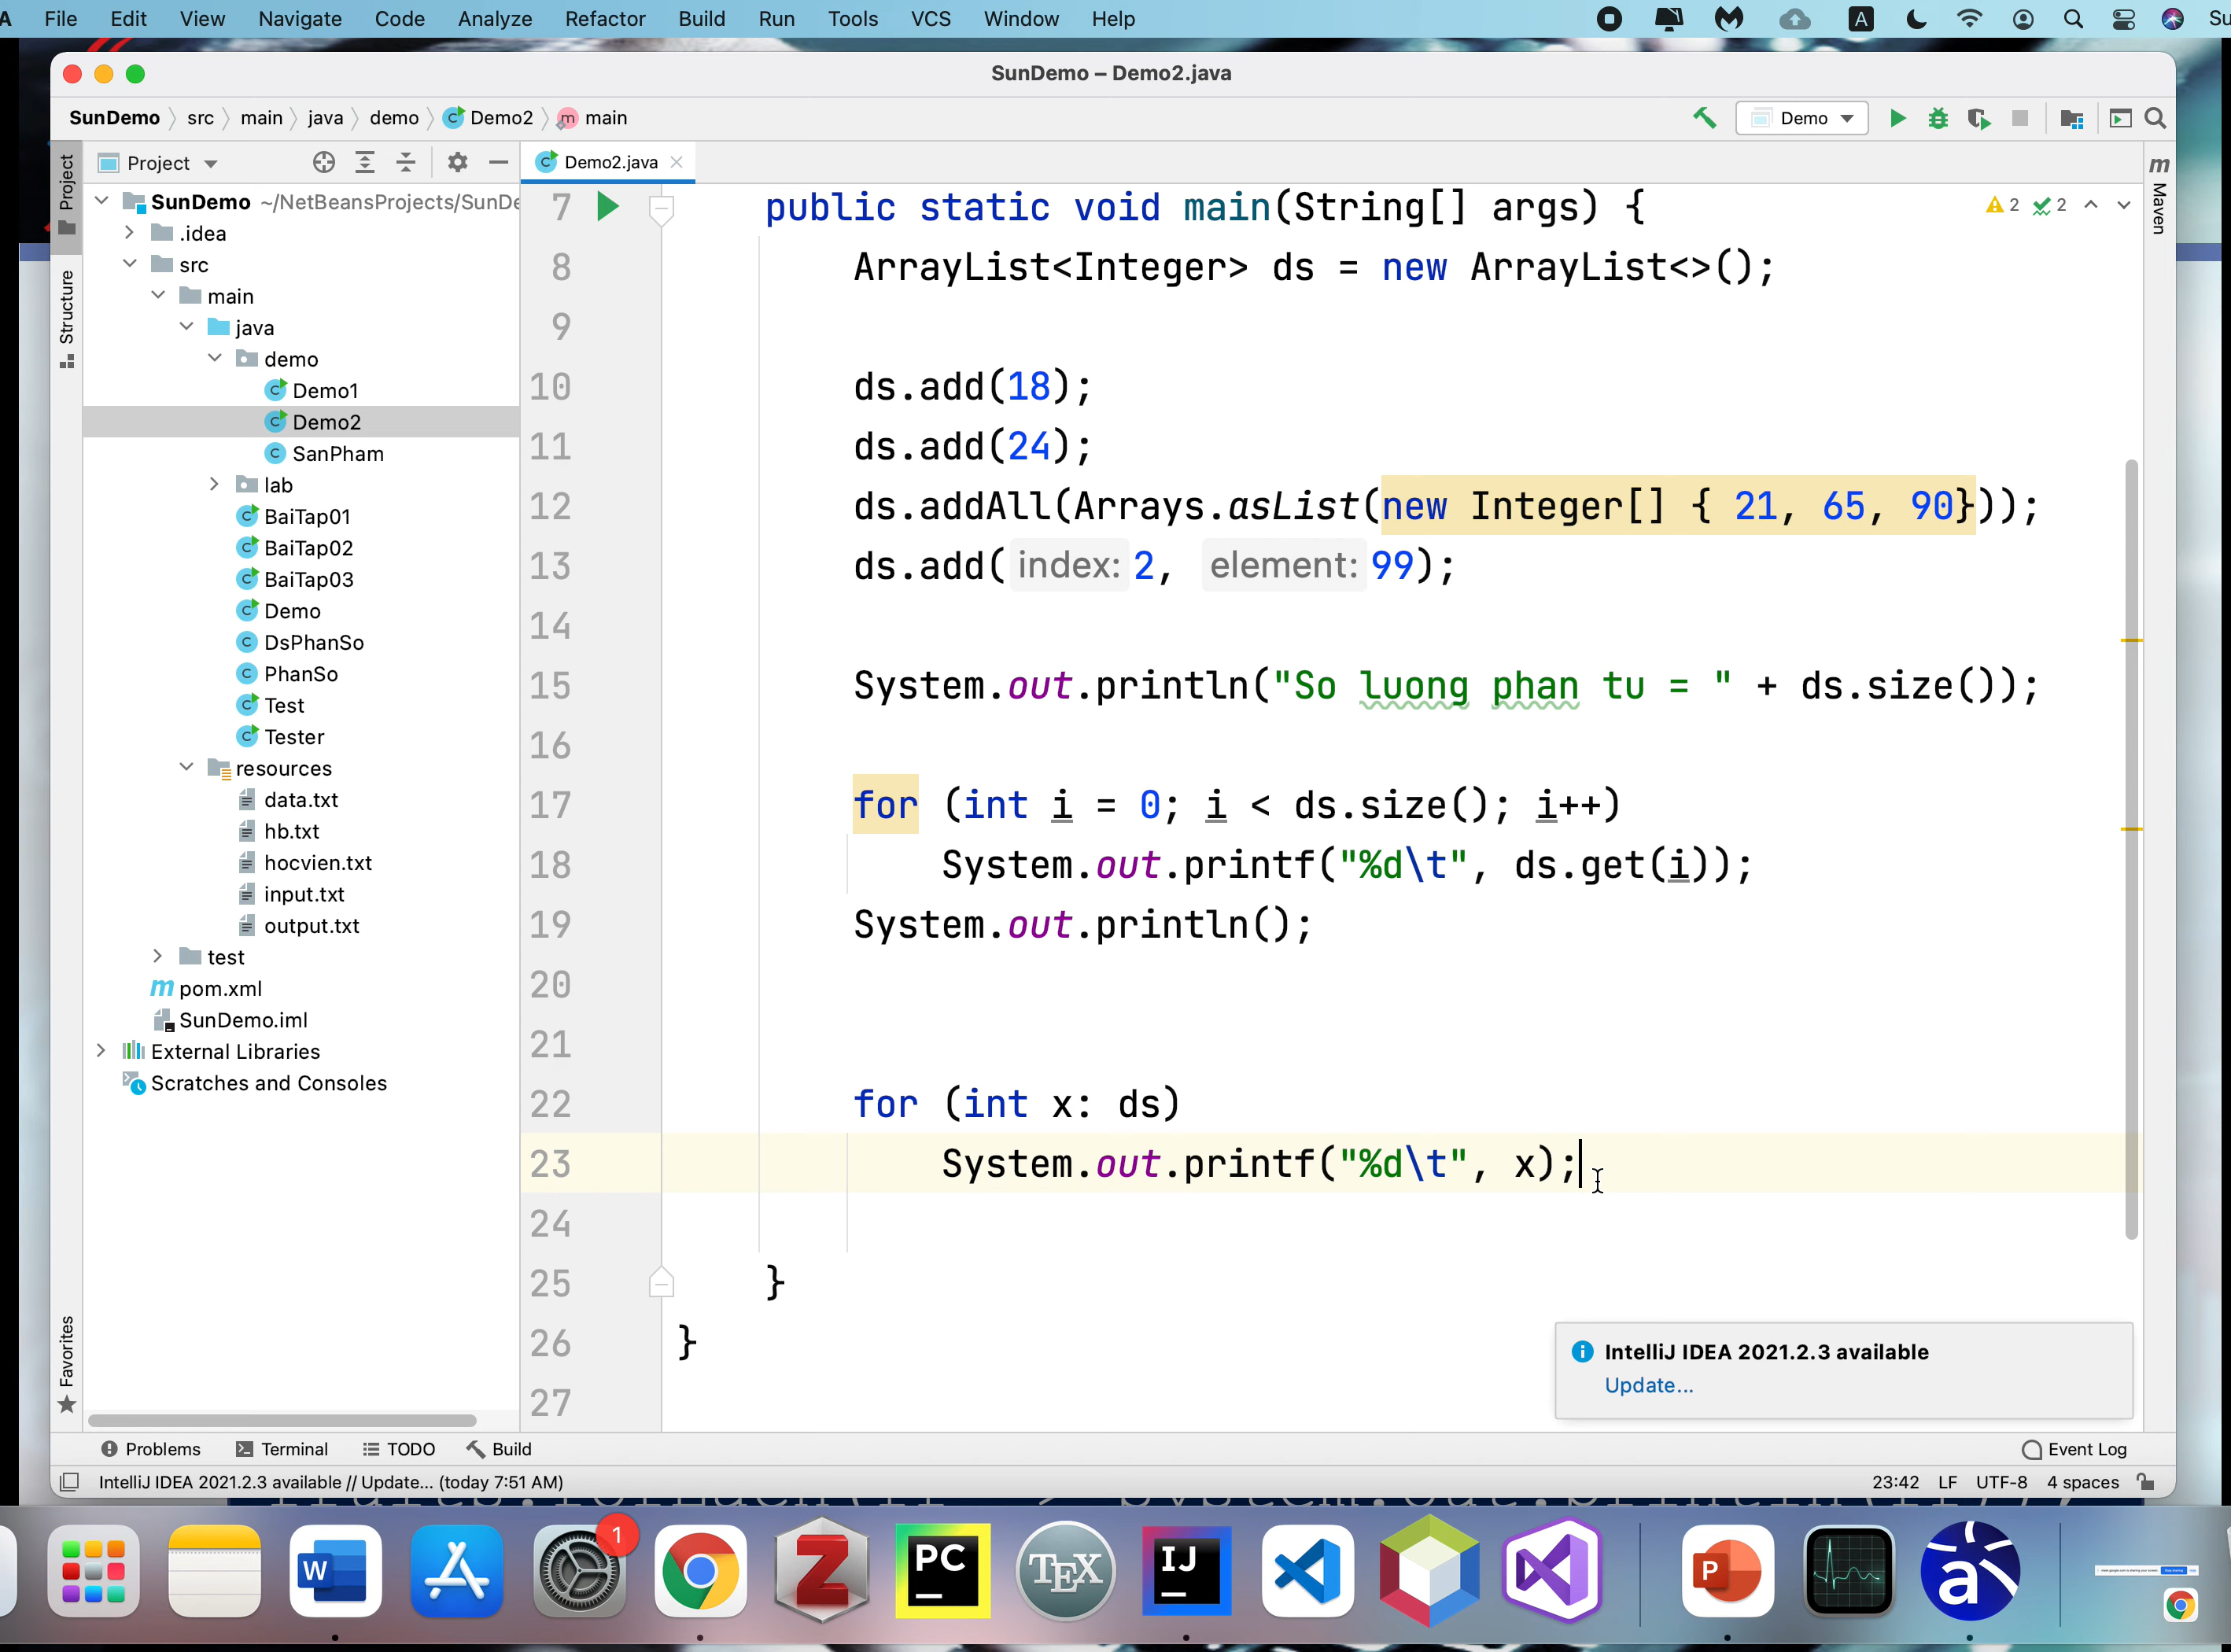 A File Edit View Navigate Code Analyze Refactor Build Run Tools VCS Window Help A Su
SunDemo – Demo2.java
SunDemo src main java demo Demo2 main
Demo
Project
Demo2.java
SunDemo ~/NetBeansProjects/SunDe
.idea
src
main
java
demo
Demo1
Demo2
SanPham
lab
BaiTap01
BaiTap02
BaiTap03
Demo
DsPhanSo
PhanSo
Test
Tester
resources
data.txt
hb.txt
hocvien.txt
input.txt
output.txt
test
pom.xml
SunDemo.iml
External Libraries
Scratches and Consoles
Project
Structure
Favorites
7 public static void main(String[] args) {
8 ArrayList<Integer> ds = new ArrayList<>();
9
10 ds.add(18);
11 ds.add(24);
12 ds.addAll(Arrays.asList(new Integer[] { 21, 65, 90}));
13 ds.add( index: 2, element: 99);
14
15 System.out.println("So luong phan tu = " + ds.size());
16
17 for (int i = 0; i < ds.size(); i++)
18 System.out.printf("%d\t", ds.get(i));
19 System.out.println();
20
21
22 for (int x: ds)
23 System.out.printf("%d\t", x);
24
25 }
26 }
27
2 2
m Maven
IntelliJ IDEA 2021.2.3 available
Update...
Problems Terminal TODO Build Event Log
IntelliJ IDEA 2021.2.3 available // Update... (today 7:51 AM) 23:42 LF UTF-8 4 spaces
W 1 Z PC TEX IJ P a